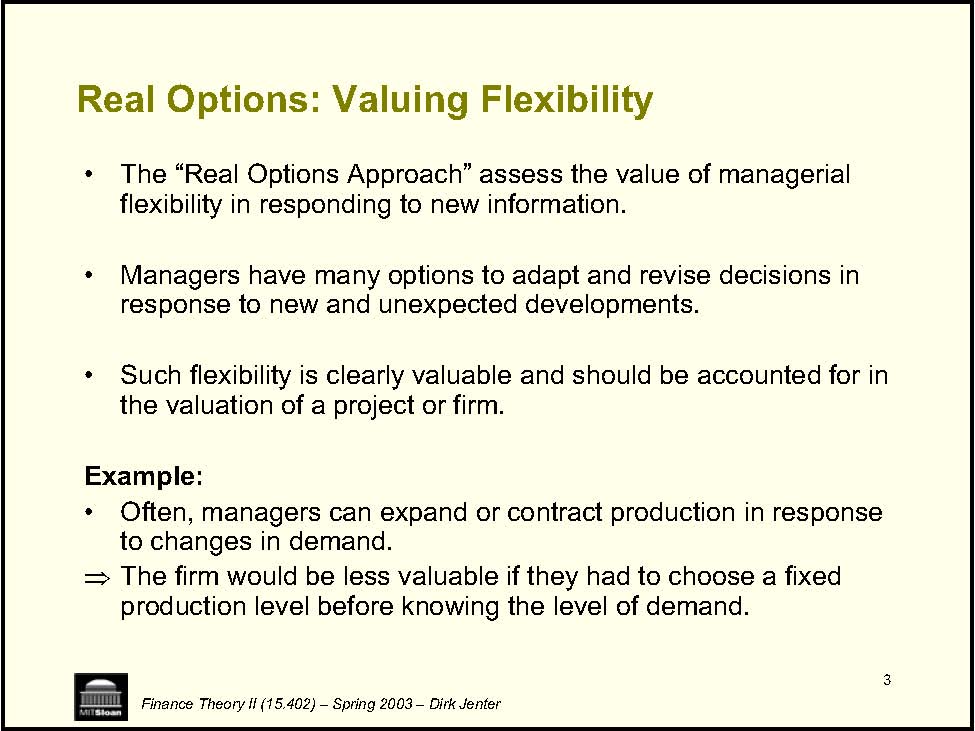 Real Options: Valuing Flexibility
• The “Real Options Approach” assess the value of managerial
flexibility in responding to new information.
• Managers have many options to adapt and revise decisions in
response to new and unexpected developments.
• Such flexibility is clearly valuable and should be accounted for in
the valuation of a project or firm.
Example:
• Often, managers can expand or contract production in response
to changes in demand.
⇒ The firm would be less valuable if they had to choose a fixed
production level before knowing the level of demand.
3
MITSloan
Finance Theory II (15.402) – Spring 2003 – Dirk Jenter